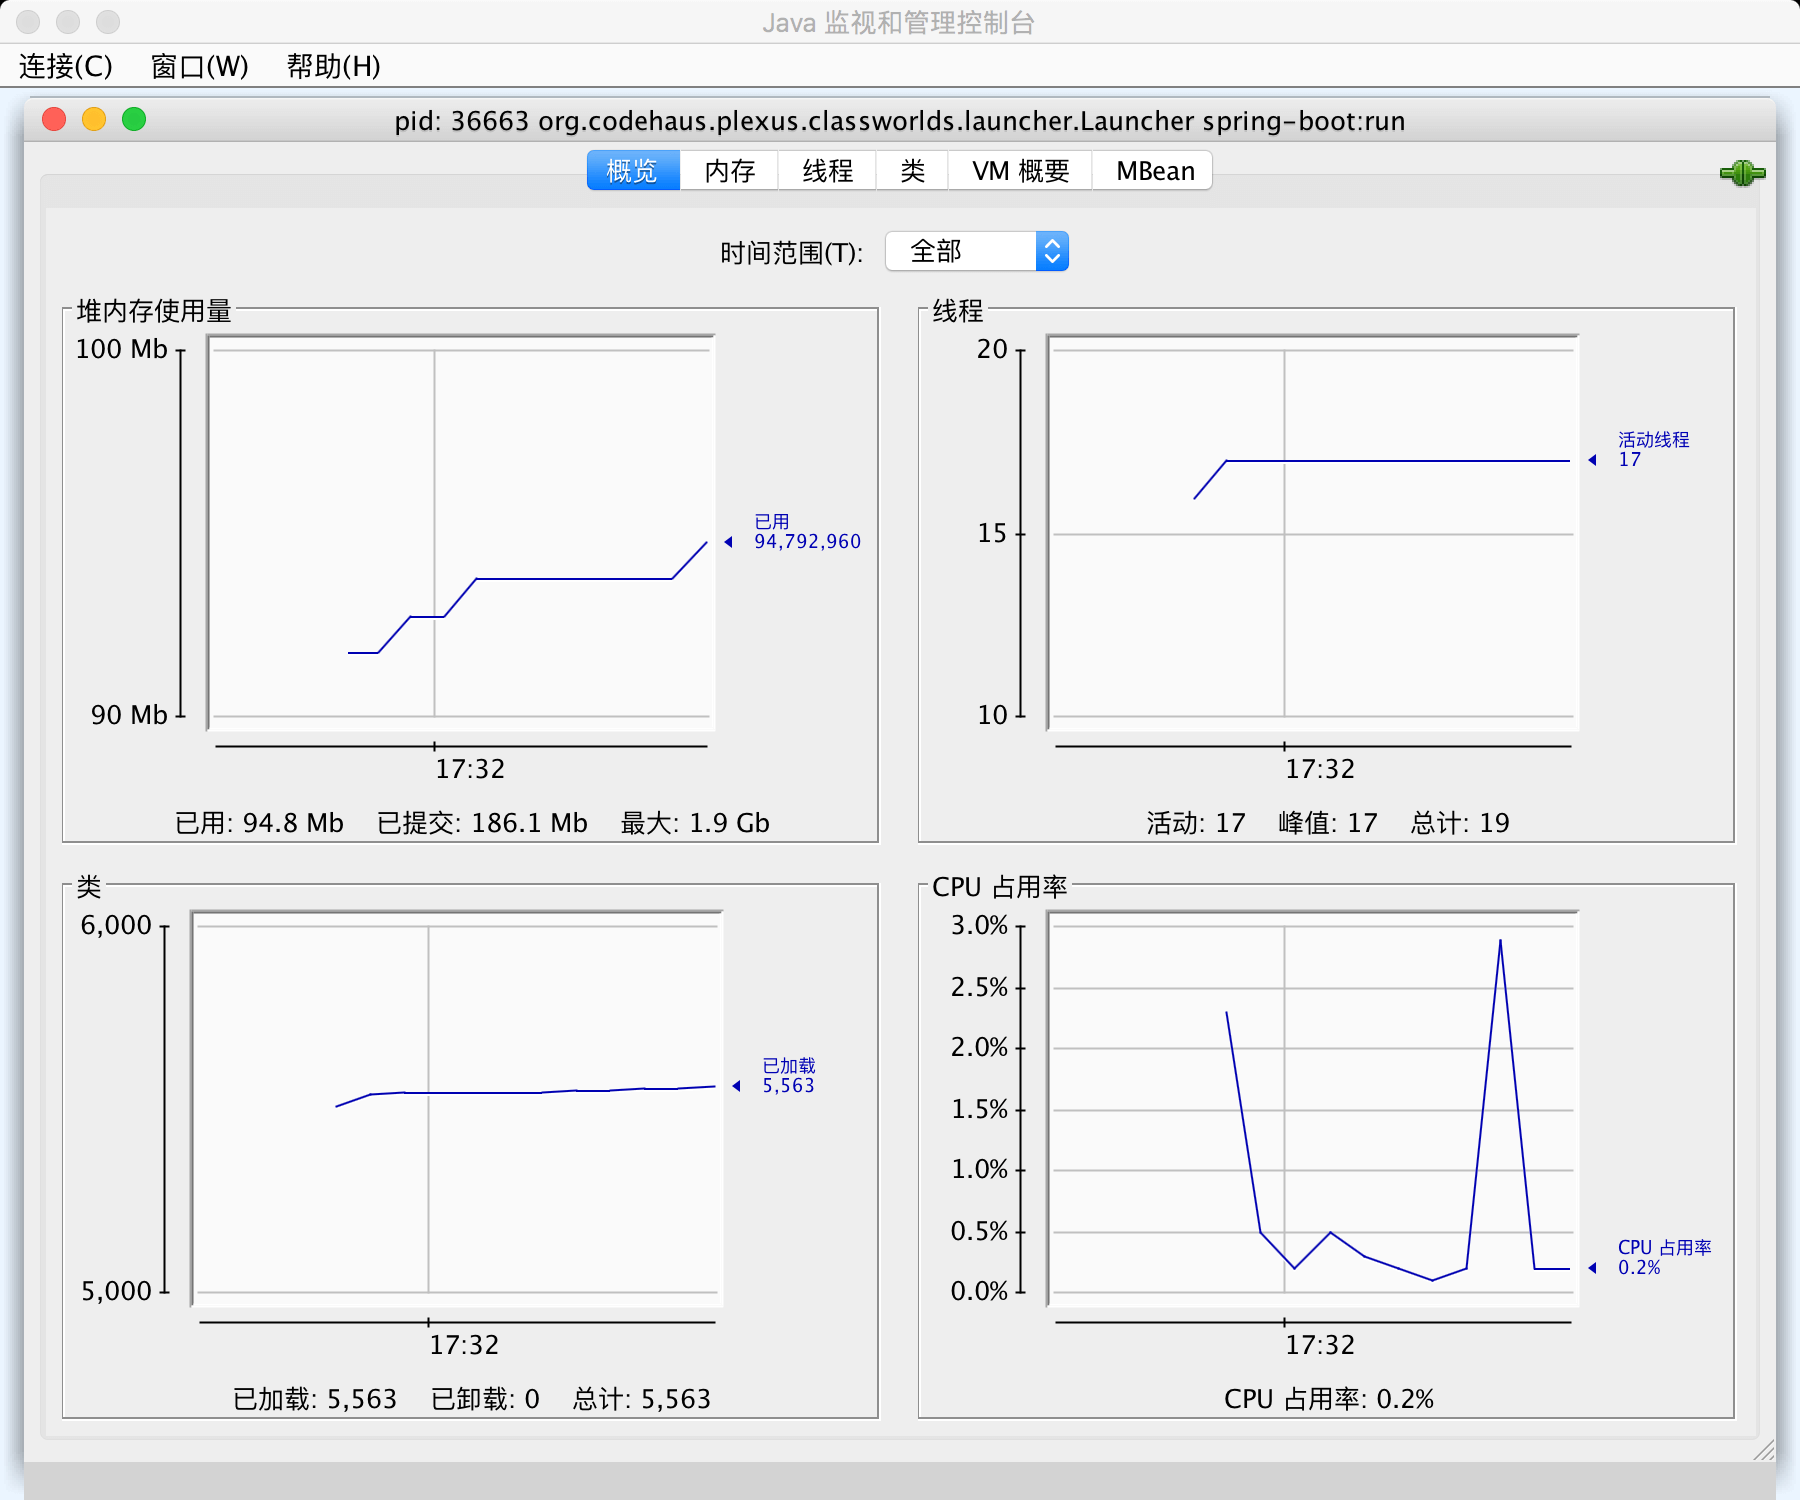 Java 监视和管理控制台
连接(C) 窗口(W) 帮助(H)
pid: 36663 org.codehaus.plexus.classworlds.launcher.Launcher spring-boot:run
概览 内存 线程 类 VM 概要 MBean
时间范围(T): 全部
堆内存使用量
100 Mb
已用
94,792,960
90 Mb
17:32
已用: 94.8 Mb 已提交: 186.1 Mb 最大: 1.9 Gb
线程
20
活动线程
17
15
10
17:32
活动: 17 峰值: 17 总计: 19
类
6,000
已加载
5,563
5,000
17:32
已加载: 5,563 已卸载: 0 总计: 5,563
CPU 占用率
3.0%
2.5%
2.0%
1.5%
1.0%
0.5%
CPU 占用率
0.2%
0.0%
17:32
CPU 占用率: 0.2%